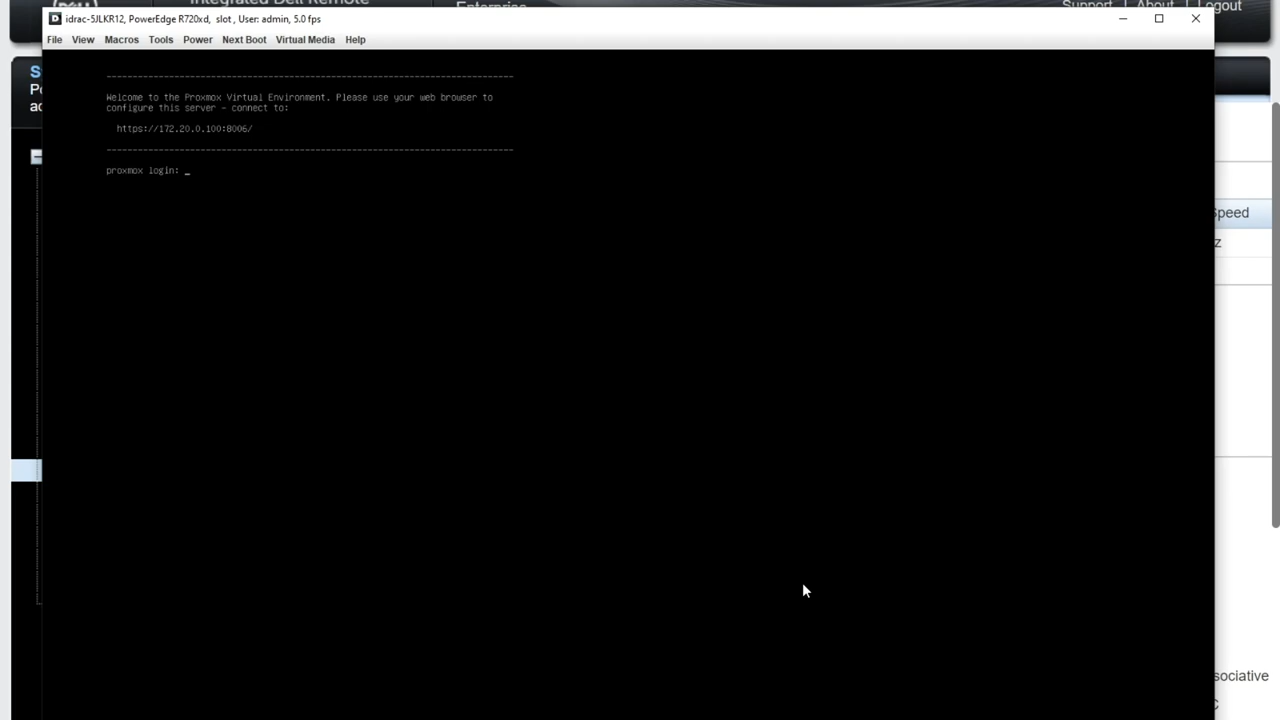 Integrated Dell Remote
Enterprise
Support | About | Logout
idrac-5JLKR12, PowerEdge R720xd, slot , User: admin, 5.0 fps
File View Macros Tools Power Next Boot Virtual Media Help
--------------------------------------------------------------------------------
Welcome to the Proxmox Virtual Environment. Please use your web browser to
configure this server - connect to:
https://172.20.0.100:8006/
--------------------------------------------------------------------------------
proxmox login: _
S
Po
ac
Speed
z
sociative
C